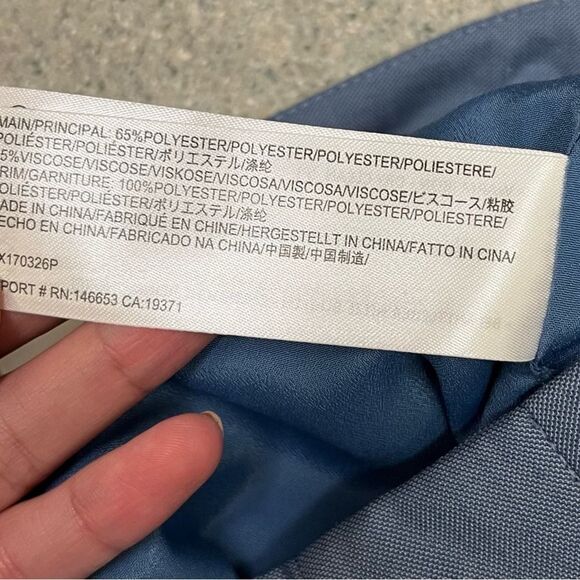 MAIN/PRINCIPAL: 65%POLYESTER/POLYESTER/POLYESTER/POLIESTERE/
POLIÉSTER/POLIÉSTER/ポリエステル/涤纶
5%VISCOSE/VISCOSE/VISKOSE/VISCOSA/VISCOSA/VISCOSE/ビスコース/粘胶
RIM/GARNITURE: 100%POLYESTER/POLYESTER/POLYESTER/POLIESTERE/
POLIÉSTER/POLIÉSTER/ポリエステル/涤纶
ADE IN CHINA/FABRIQUÉ EN CHINE/HERGESTELLT IN CHINA/FATTO IN CINA/
ECHO EN CHINA/FABRICADO NA CHINA/中国製/中国制造/
X170326P
PORT # RN:146653 CA:19371